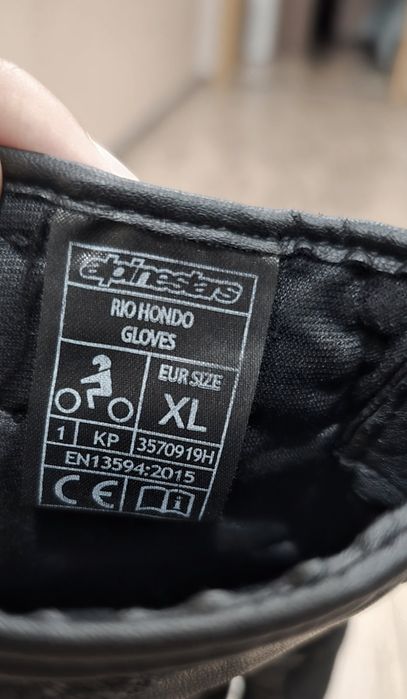 alpinestars
RIO HONDO
GLOVES
EUR SIZE
XL
1 KP 3570919H
EN13594:2015
CE i